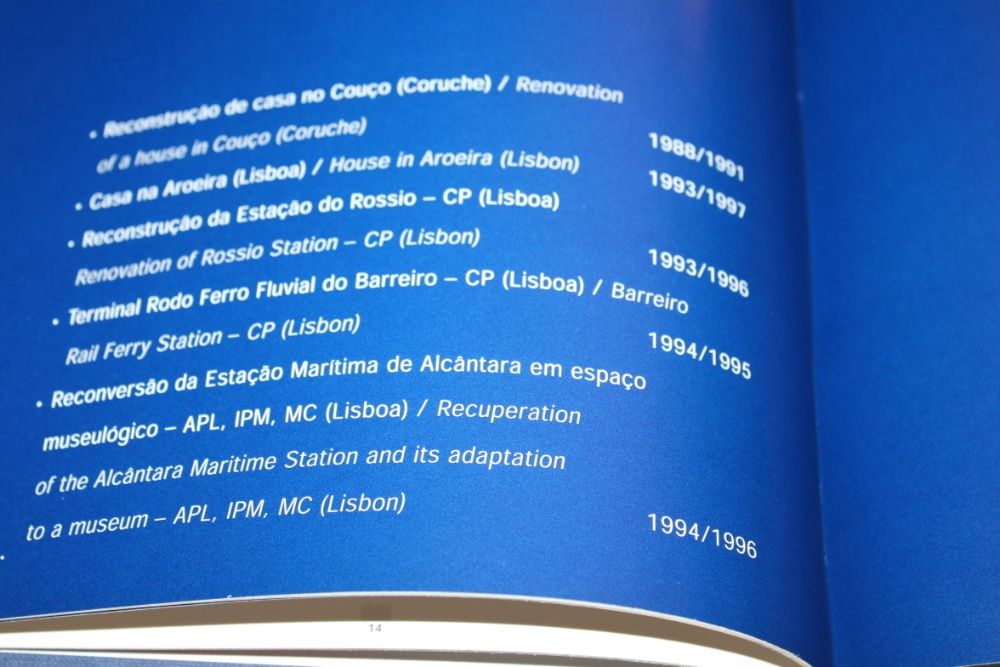 • Reconstrução de casa no Couço (Coruche) / Renovation
of a house in Couço (Coruche) 1988/1991
• Casa na Aroeira (Lisboa) / House in Aroeira (Lisbon) 1993/1997
• Reconstrução da Estação do Rossio – CP (Lisboa)
Renovation of Rossio Station – CP (Lisbon) 1993/1996
• Terminal Rodo Ferro Fluvial do Barreiro – CP (Lisboa) / Barreiro
Rail Ferry Station – CP (Lisbon) 1994/1995
• Reconversão da Estação Marítima de Alcântara em espaço
museulógico – APL, IPM, MC (Lisboa) / Recuperation
of the Alcântara Maritime Station and its adaptation
to a museum – APL, IPM, MC (Lisbon) 1994/1996
14